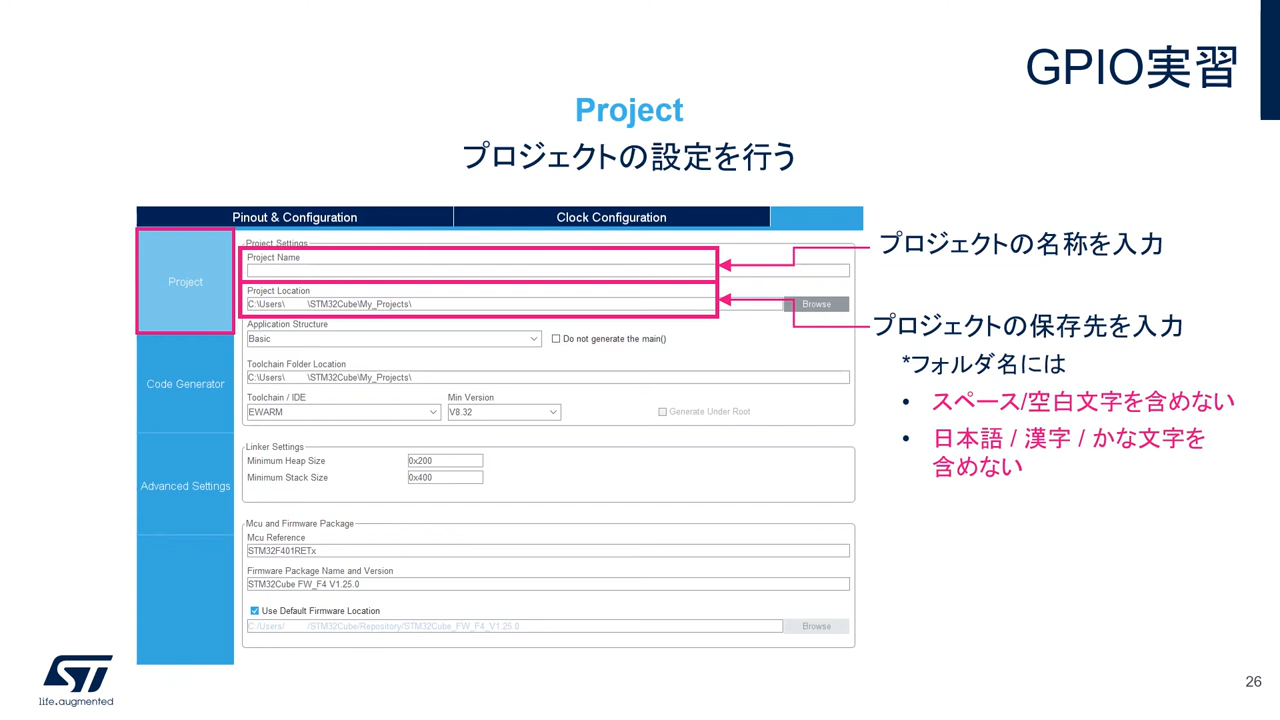 GPIO実習
Project
プロジェクトの設定を行う
Pinout & Configuration
Clock Configuration
Project
Code Generator
Advanced Settings
Project Settings
Project Name
Project Location
C:\Users\ \STM32Cube\My_Projects\
Browse
Application Structure
Basic
Do not generate the main()
Toolchain Folder Location
C:\Users\ \STM32Cube\My_Projects\
Toolchain / IDE
Min Version
EWARM
V8.32
Generate Under Root
Linker Settings
Minimum Heap Size
0x200
Minimum Stack Size
0x400
Mcu and Firmware Package
Mcu Reference
STM32F401RETx
Firmware Package Name and Version
STM32Cube FW_F4 V1.25.0
Use Default Firmware Location
C:/Users/ /STM32Cube/Repository/STM32Cube_FW_F4_V1.25.0
Browse
プロジェクトの名称を入力
プロジェクトの保存先を入力
*フォルダ名には
• スペース/空白文字を含めない
• 日本語 / 漢字 / かな文字を
含めない
ST
life.augmented
26